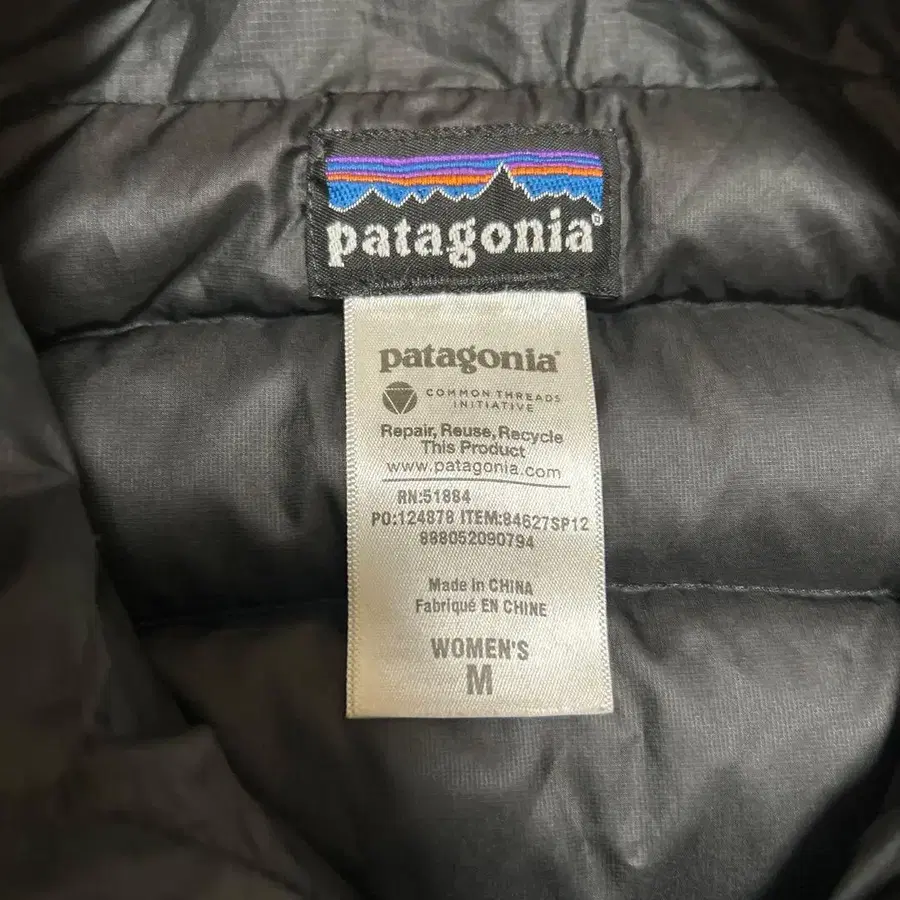 patagonia®
patagonia®
COMMON THREADS
INITIATIVE
Repair, Reuse, Recycle
This Product
www.patagonia.com
RN:51884
PO:124878 ITEM:84627SP12
888052090794
Made in CHINA
Fabriqué EN CHINE
WOMEN'S
M